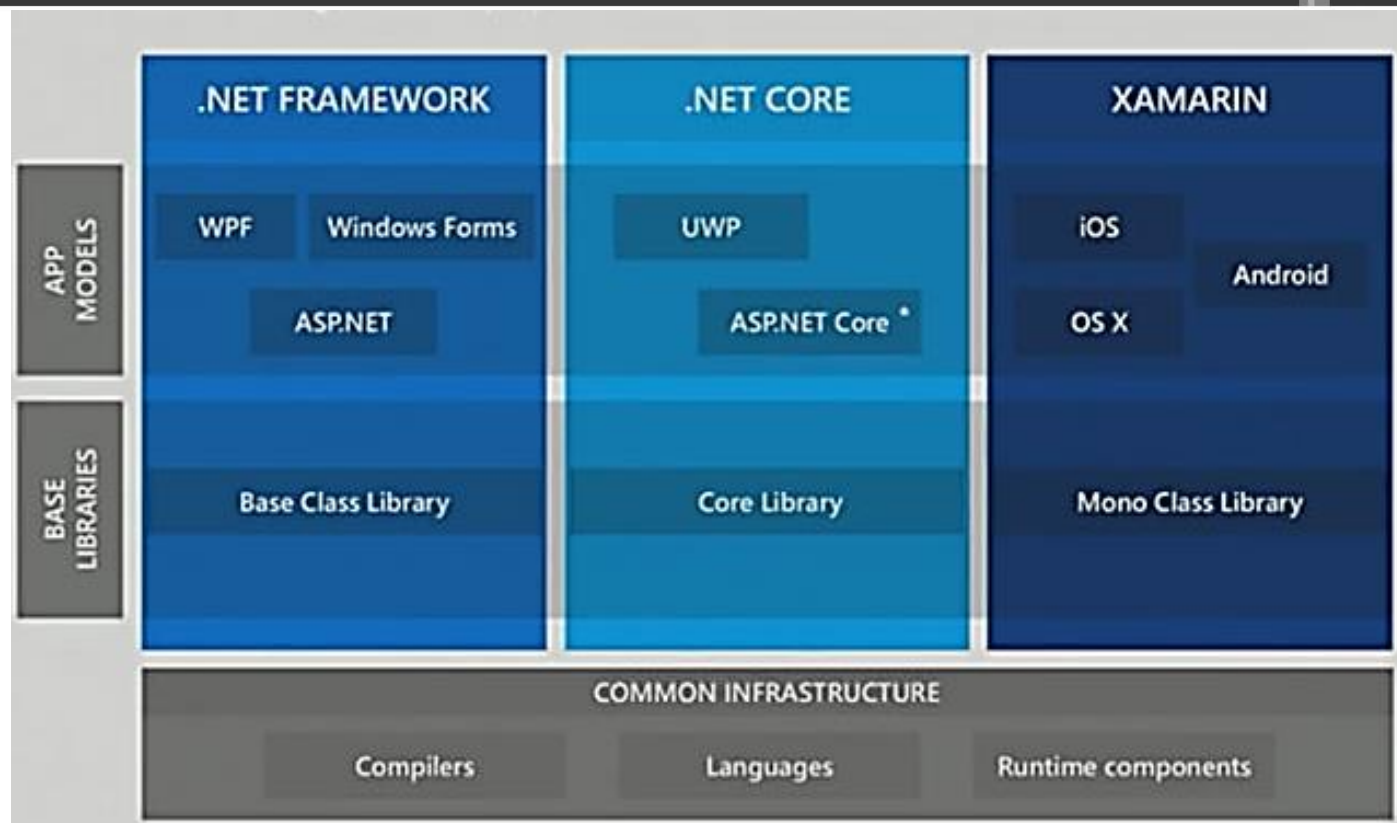 .NET FRAMEWORK
.NET CORE
XAMARIN
APP
MODELS
WPF
Windows Forms
ASP.NET
UWP
ASP.NET Core *
iOS
Android
OS X
BASE
LIBRARIES
Base Class Library
Core Library
Mono Class Library
COMMON INFRASTRUCTURE
Compilers
Languages
Runtime components